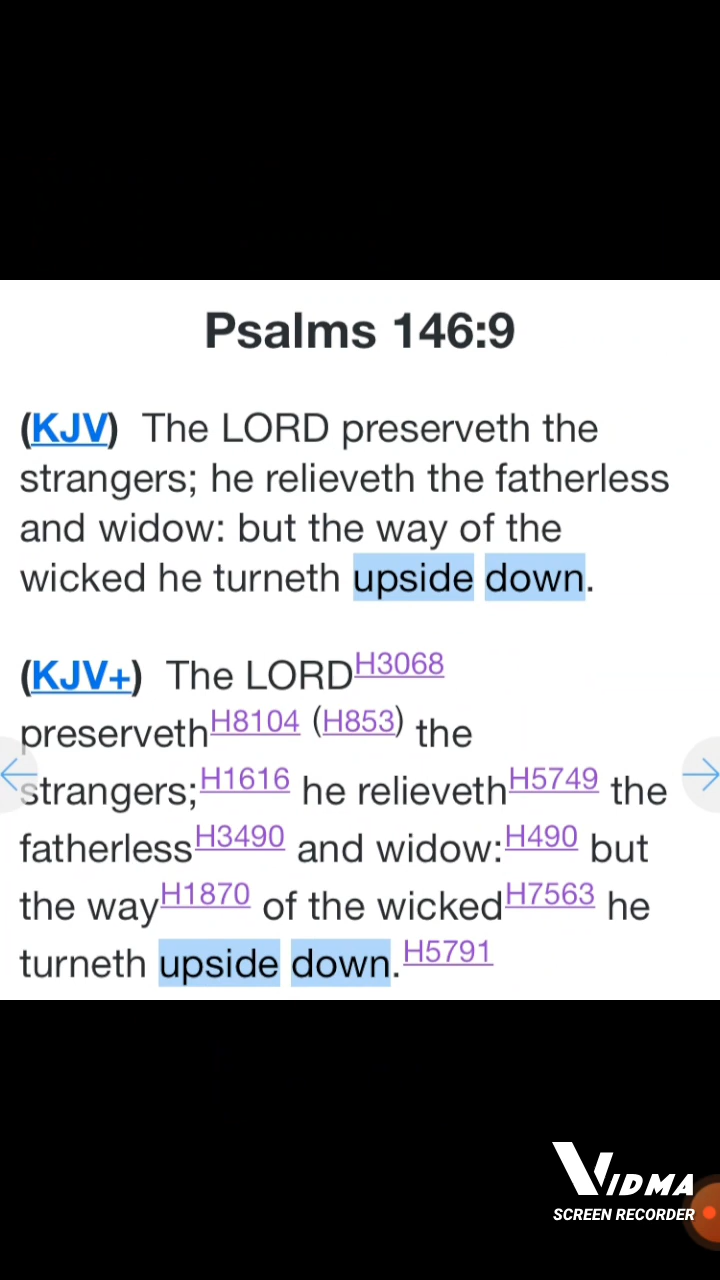 Psalms 146:9
(KJV) The LORD preserveth the
strangers; he relieveth the fatherless
and widow: but the way of the
wicked he turneth upside down.
(KJV+) The LORDH3068
preservethH8104 (H853) the
strangers;H1616 he relievethH5749 the
fatherlessH3490 and widow:H490 but
the wayH1870 of the wickedH7563 he
turneth upside down.H5791
VIDMA
SCREEN RECORDER